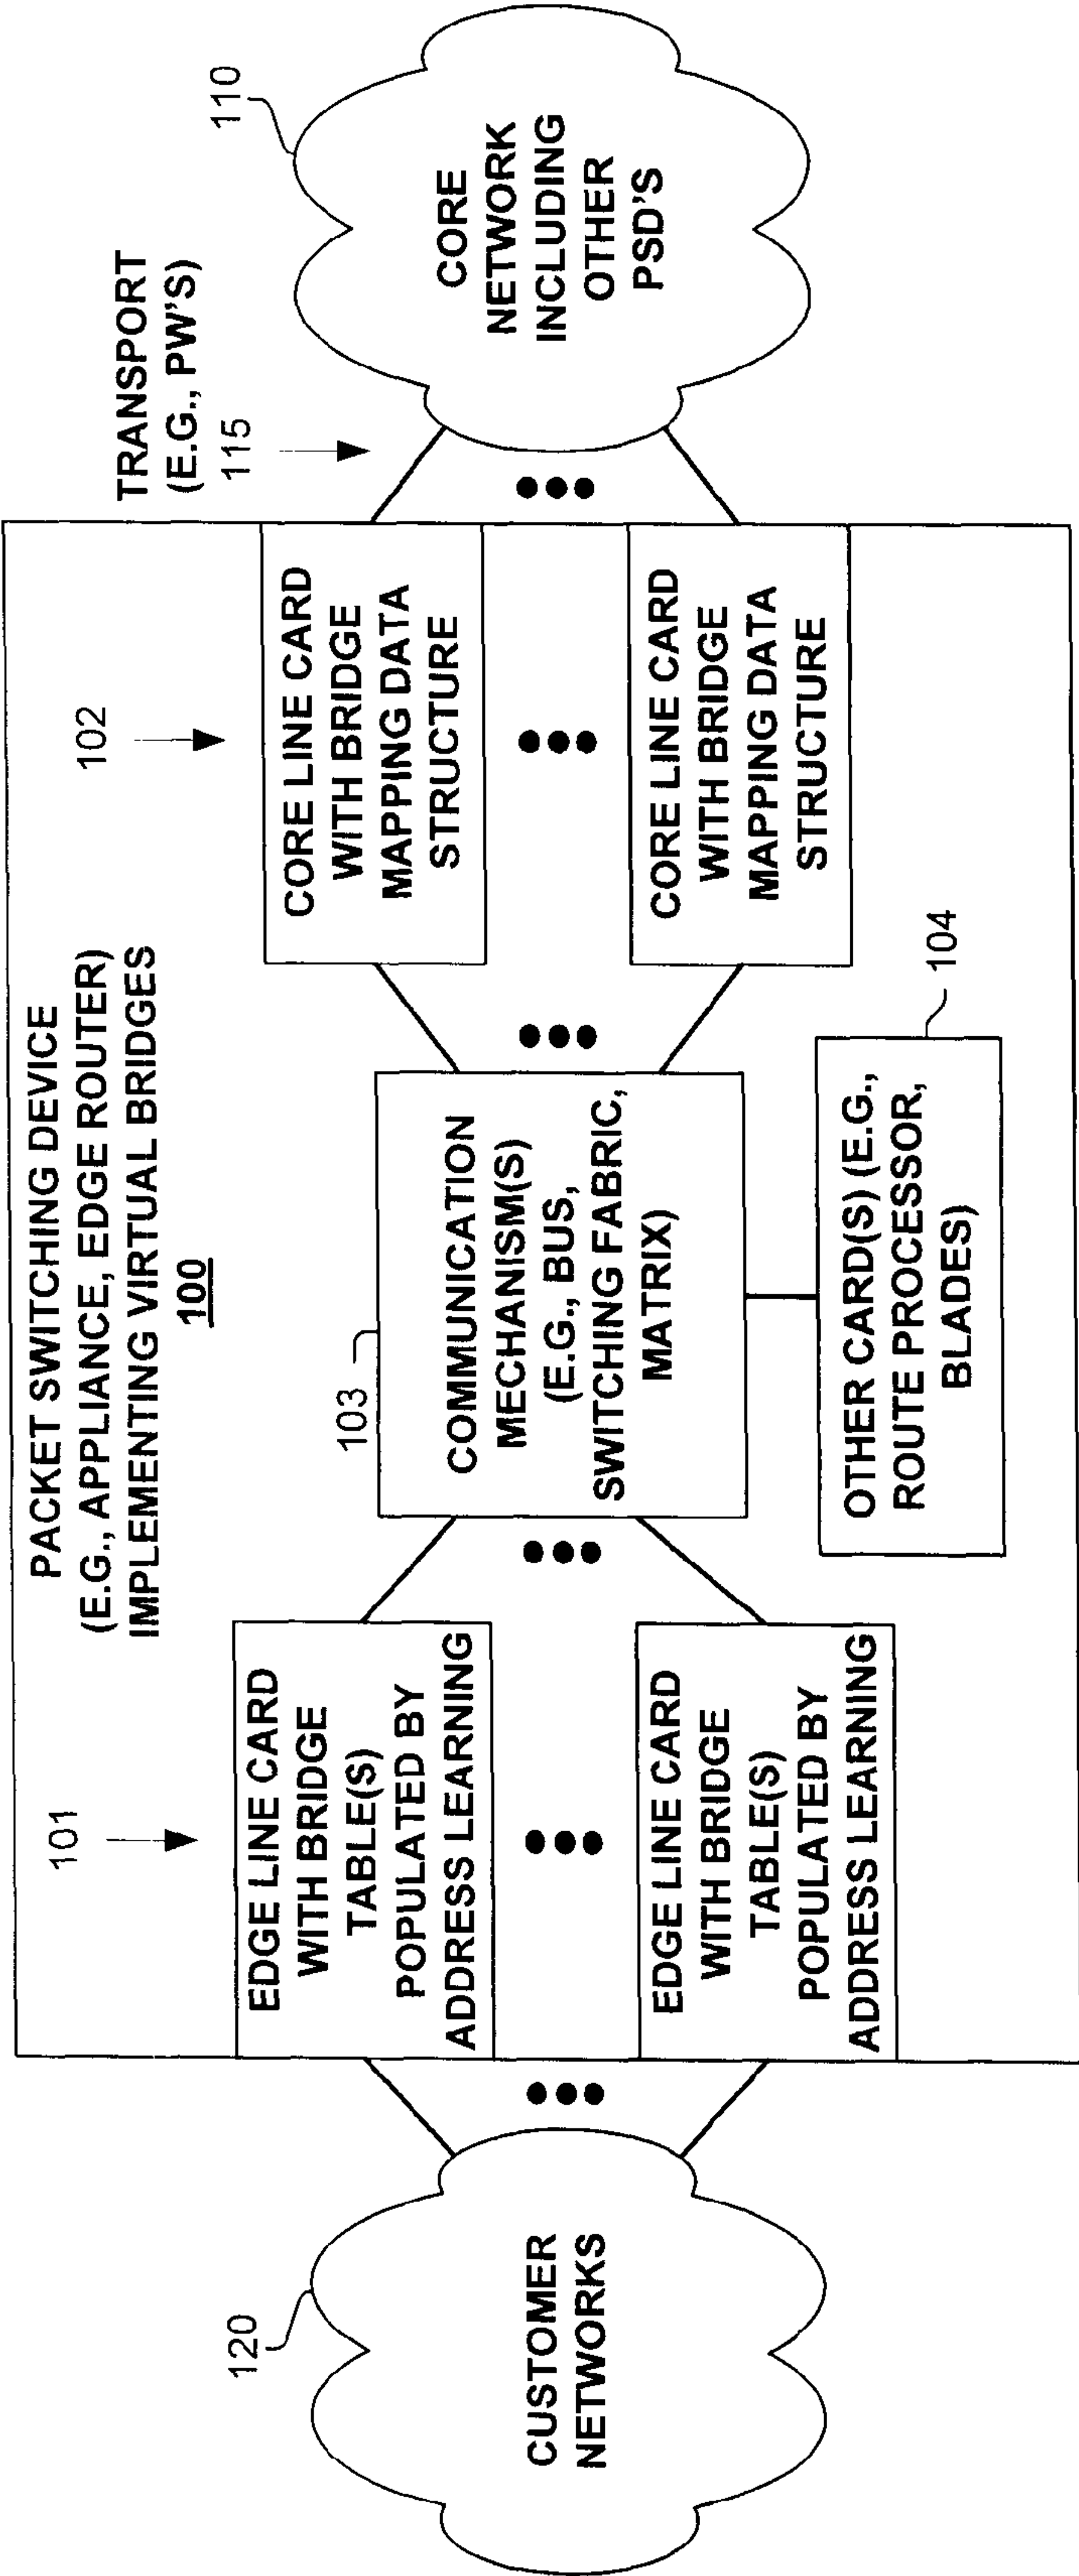 PACKET SWITCHING DEVICE
(E.G., APPLIANCE, EDGE ROUTER)
IMPLEMENTING VIRTUAL BRIDGES
100
120
CUSTOMER
NETWORKS
101
EDGE LINE CARD
WITH BRIDGE
TABLE(S)
POPULATED BY
ADDRESS LEARNING
EDGE LINE CARD
WITH BRIDGE
TABLE(S)
POPULATED BY
ADDRESS LEARNING
103
COMMUNICATION
MECHANISM(S)
(E.G., BUS,
SWITCHING FABRIC,
MATRIX)
OTHER CARD(S) (E.G.,
ROUTE PROCESSOR,
BLADES)
104
102
CORE LINE CARD
WITH BRIDGE
MAPPING DATA
STRUCTURE
CORE LINE CARD
WITH BRIDGE
MAPPING DATA
STRUCTURE
TRANSPORT
(E.G., PW'S)
115
110
CORE
NETWORK
INCLUDING
OTHER
PSD'S